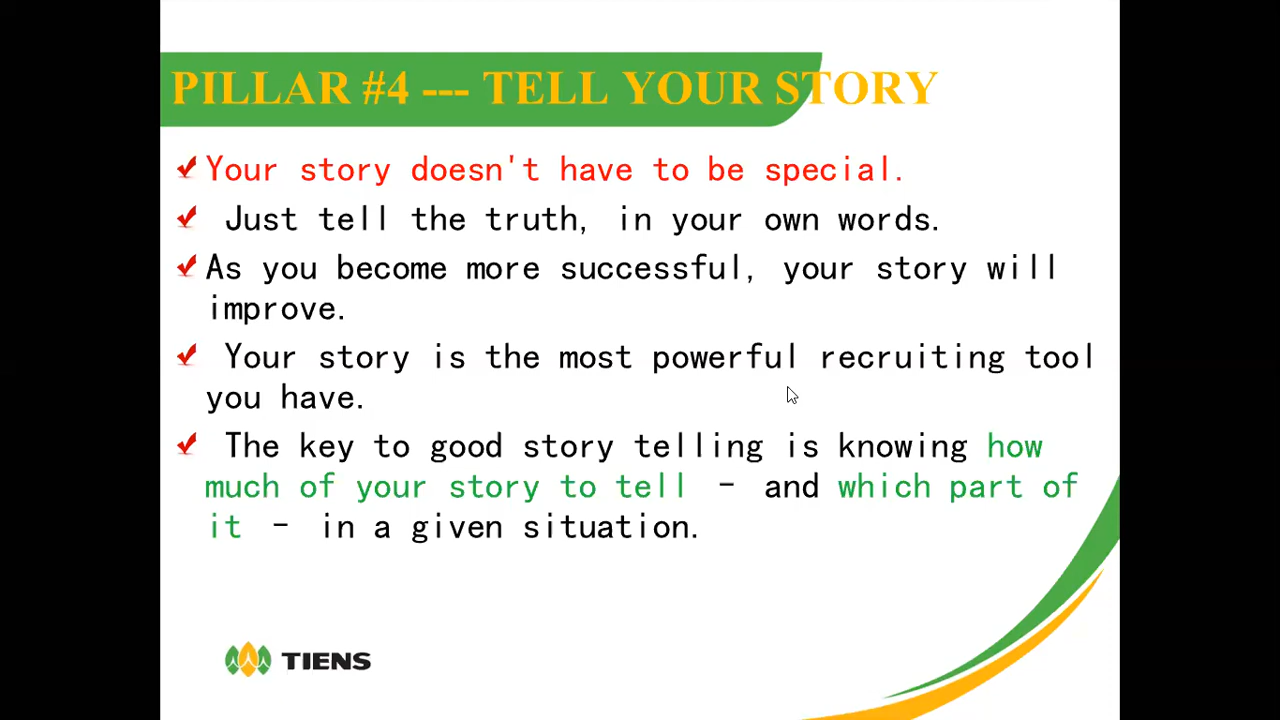 PILLAR #4 --- TELL YOUR STORY
Your story doesn't have to be special.
Just tell the truth, in your own words.
As you become more successful, your story will
improve.
Your story is the most powerful recruiting tool
you have.
The key to good story telling is knowing how
much of your story to tell – and which part of
it – in a given situation.
TIENS